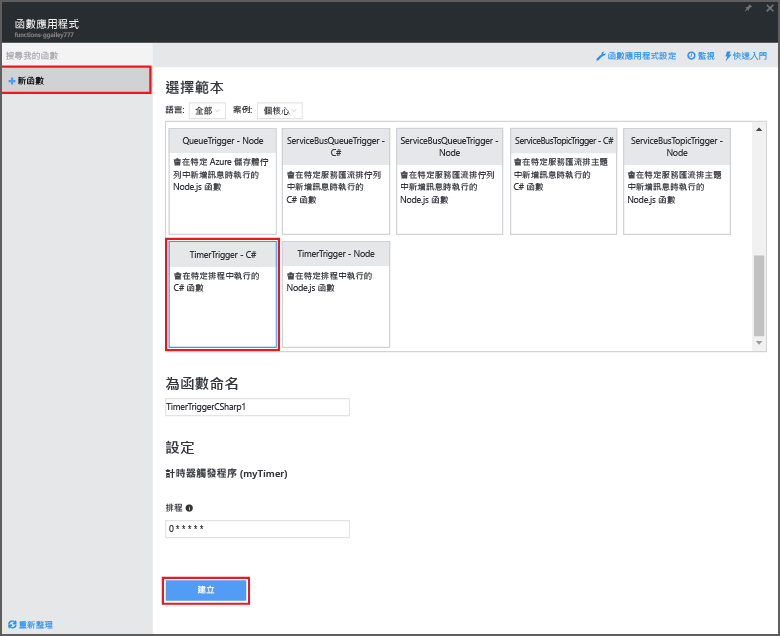 函數應用程式
functions-ggailey777
搜尋我的函數
函數應用程式設定 監視 快速入門
+新函數
選擇範本
語言: 全部 案例: 個核心
QueueTrigger - Node
會在特定 Azure 儲存體佇
列中新增訊息時執行的
Node.js 函數
ServiceBusQueueTrigger -
C#
會在特定服務匯流排佇列
中新增訊息時執行的
C# 函數
ServiceBusQueueTrigger -
Node
會在特定服務匯流排佇列
中新增訊息時執行的
Node.js 函數
ServiceBusTopicTrigger - C#
會在特定服務匯流排主題
中新增訊息時執行的
C# 函數
ServiceBusTopicTrigger -
Node
會在特定服務匯流排主題
中新增訊息時執行的
Node.js 函數
TimerTrigger - C#
會在特定排程中執行的
C# 函數
TimerTrigger - Node
會在特定排程中執行的
Node.js 函數
為函數命名
TimerTriggerCSharp1
設定
計時器觸發程序 (myTimer)
排程
0 * * * * *
建立
重新整理